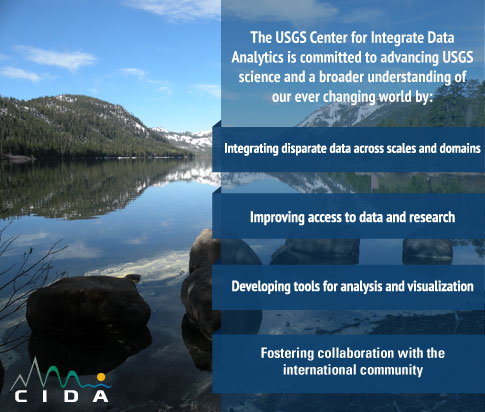 The USGS Center for Integrate Data
Analytics is committed to advancing USGS
science and a broader understanding of
our ever changing world by:
Integrating disparate data across scales and domains
Improving access to data and research
Developing tools for analysis and visualization
Fostering collaboration with the
international community
CIDA